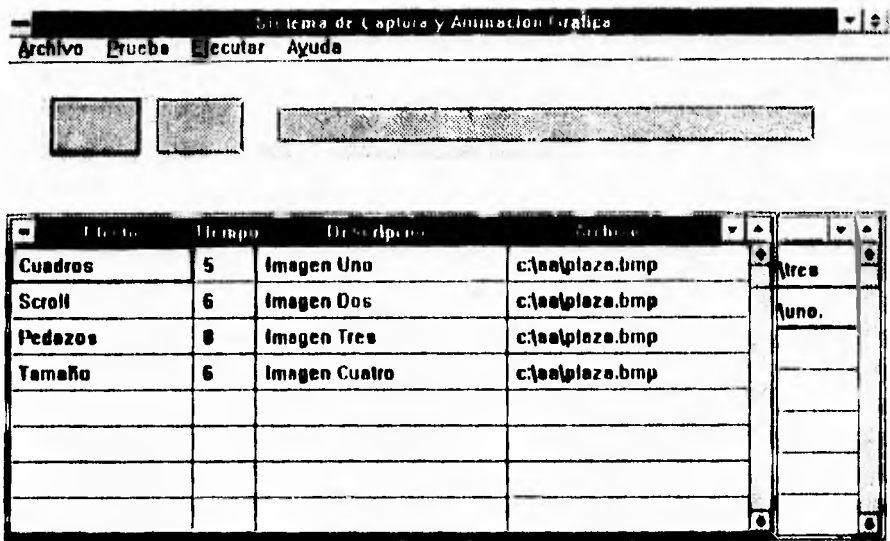 Sistema de Captura y Animación Grafica
Archivo Prueba Ejecutar Ayuda
Efecto Tiempo Descripcion Archivo
Cuadros 5 Imagen Uno c:\aa\plaza.bmp
\tres
Scroll 6 Imagen Dos c:\aa\plaza.bmp
\uno.
Pedazos 8 Imagen Tres c:\aa\plaza.bmp
Tamaño 6 Imagen Cuatro c:\aa\plaza.bmp